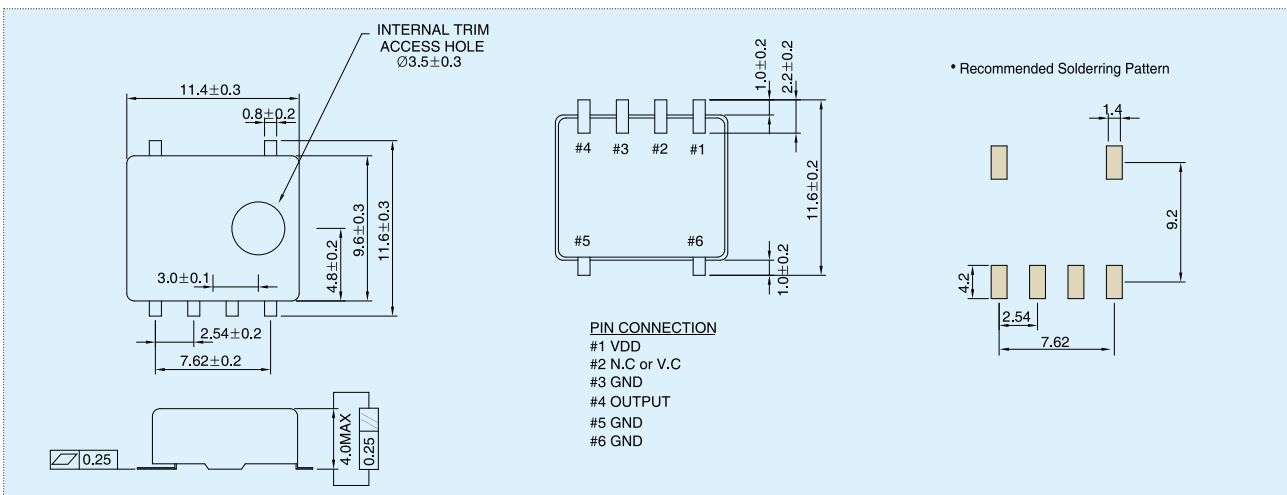 INTERNAL TRIM
ACCESS HOLE
Ø3.5±0.3
11.4±0.3
0.8±0.2
9.6±0.3
11.6±0.3
4.8±0.2
3.0±0.1
2.54±0.2
7.62±0.2
0.25
4.0MAX
0.25
1.0±0.2
2.2±0.2
#4
#3
#2
#1
11.6±0.2
#5
#6
1.0±0.2
PIN CONNECTION
#1 VDD
#2 N.C or V.C
#3 GND
#4 OUTPUT
#5 GND
#6 GND
* Recommended Solderring Pattern
1.4
9.2
4.2
2.54
7.62